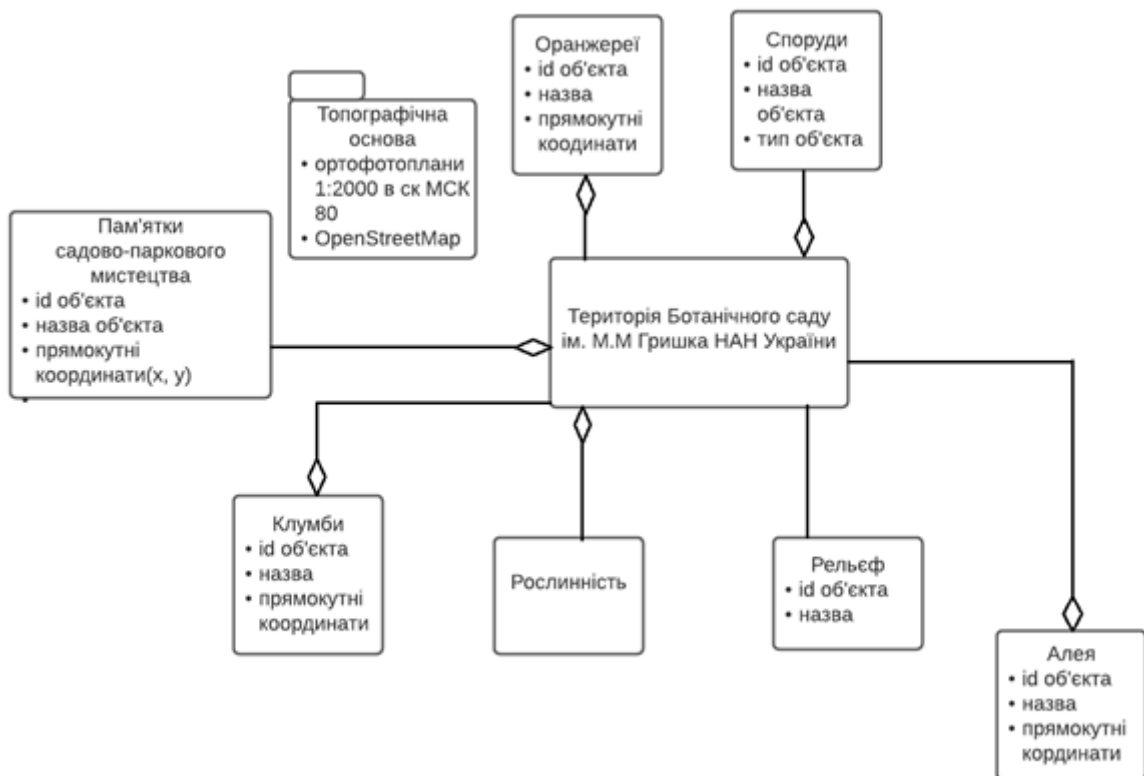 Оранжереї
• id об'єкта
• назва
• прямокутні
коодинати
Споруди
• id об'єкта
• назва
об'єкта
• тип об'єкта
Топографічна
основа
• ортофотоплани
1:2000 в ск МСК
80
• OpenStreetMap
Пам'ятки
садово-паркового
мистецтва
• id об'єкта
• назва об'єкта
• прямокутні
координати(x, y)
•
Територія Ботанічного саду
ім. М.М Гришка НАН України
Клумби
• id об'єкта
• назва
• прямокутні
координати
Рослинність
Рельєф
• id об'єкта
• назва
Алея
• id об'єкта
• назва
• прямокутні
кординати